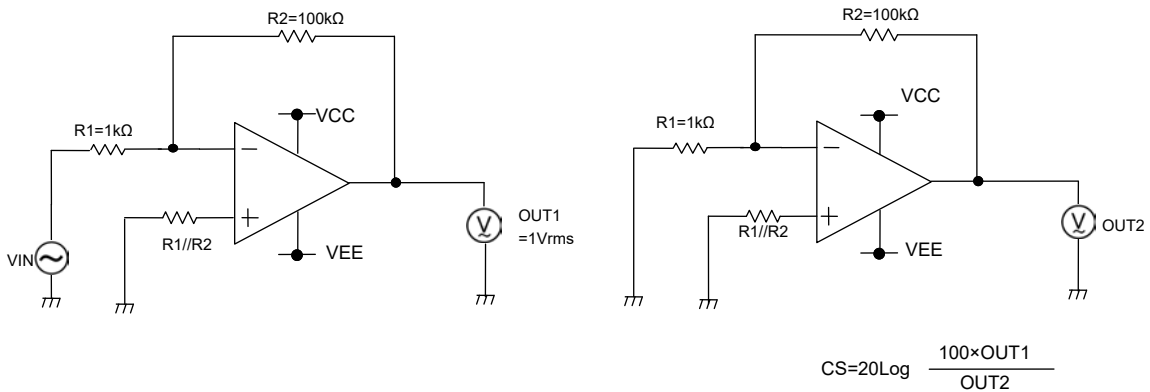 R2=100kΩ
VCC
R1=1kΩ
R1//R2
VEE
VIN
OUT1
=1Vrms
R2=100kΩ
VCC
R1=1kΩ
R1//R2
VEE
OUT2
CS=20Log 100×OUT1
OUT2